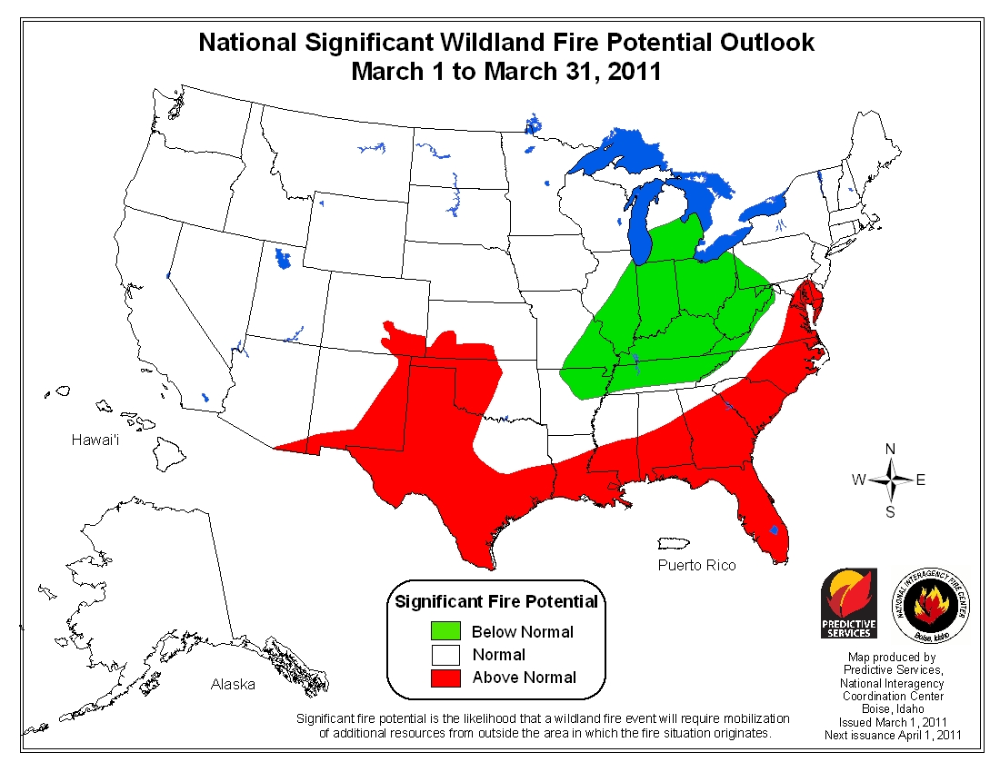 National Significant Wildland Fire Potential Outlook
March 1 to March 31, 2011
Hawai'i
N
W
E
S
Puerto Rico
Alaska
Significant Fire Potential
Below Normal
Normal
Above Normal
PREDICTIVE
SERVICES
NATIONAL INTERAGENCY FIRE CENTER
Boise, Idaho
Map produced by
Predictive Services,
National Interagency
Coordination Center
Boise, Idaho
Issued March 1, 2011
Next issuance April 1, 2011
Significant fire potential is the likelihood that a wildland fire event will require mobilization
of additional resources from outside the area in which the fire situation originates.